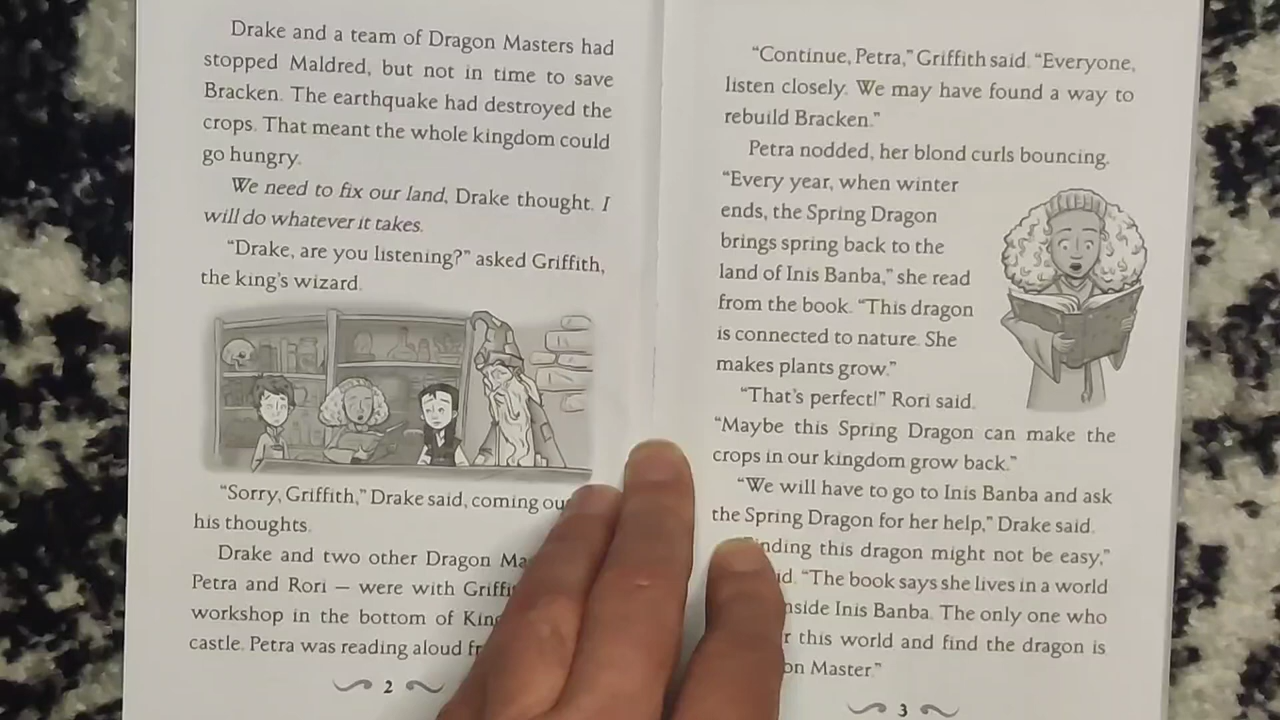 Drake and a team of Dragon Masters had
stopped Maldred, but not in time to save
Bracken. The earthquake had destroyed the
crops. That meant the whole kingdom could
go hungry.
We need to fix our land, Drake thought. I
will do whatever it takes.
“Drake, are you listening?” asked Griffith,
the king’s wizard.
“Sorry, Griffith,” Drake said, coming
his thoughts.
Drake and two other Dragon
Petra and Rori — were with
workshop in the bottom of
castle. Petra was reading aloud
2
“Continue, Petra,” Griffith said. “Everyone,
listen closely. We may have found a way to
rebuild Bracken.”
Petra nodded, her blond curls bouncing.
“Every year, when winter
ends, the Spring Dragon
brings spring back to the
land of Inis Banba,” she read
from the book. “This dragon
is connected to nature. She
makes plants grow.”
“That’s perfect!” Rori said.
“Maybe this Spring Dragon can make the
crops in our kingdom grow back.”
“We will have to go to Inis Banba and ask
the Spring Dragon for her help,” Drake said.
this dragon might not be easy,”
“The book says she lives in a world
Inis Banba. The only one who
this world and find the dragon is
Master.”
3